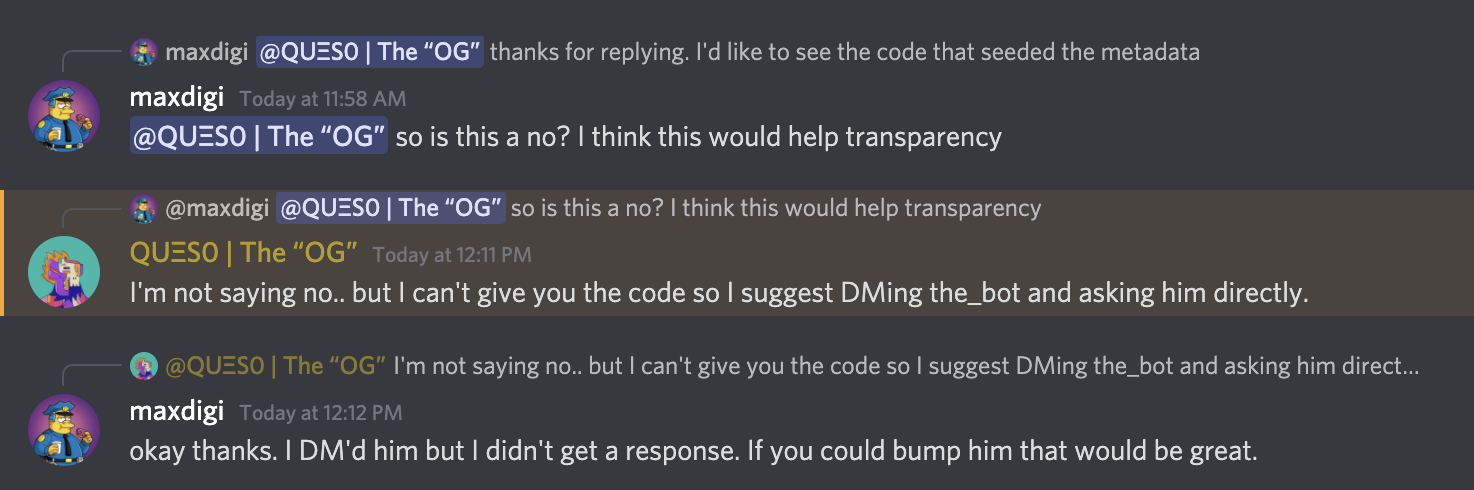 maxdigi @QUΞS0 | The “OG” thanks for replying. I'd like to see the code that seeded the metadata
maxdigi Today at 11:58 AM
@QUΞS0 | The “OG” so is this a no? I think this would help transparency
@maxdigi @QUΞS0 | The “OG” so is this a no? I think this would help transparency
QUΞS0 | The “OG” Today at 12:11 PM
I'm not saying no.. but I can't give you the code so I suggest DMing the_bot and asking him directly.
@QUΞS0 | The “OG” I'm not saying no.. but I can't give you the code so I suggest DMing the_bot and asking him direct...
maxdigi Today at 12:12 PM
okay thanks. I DM'd him but I didn't get a response. If you could bump him that would be great.